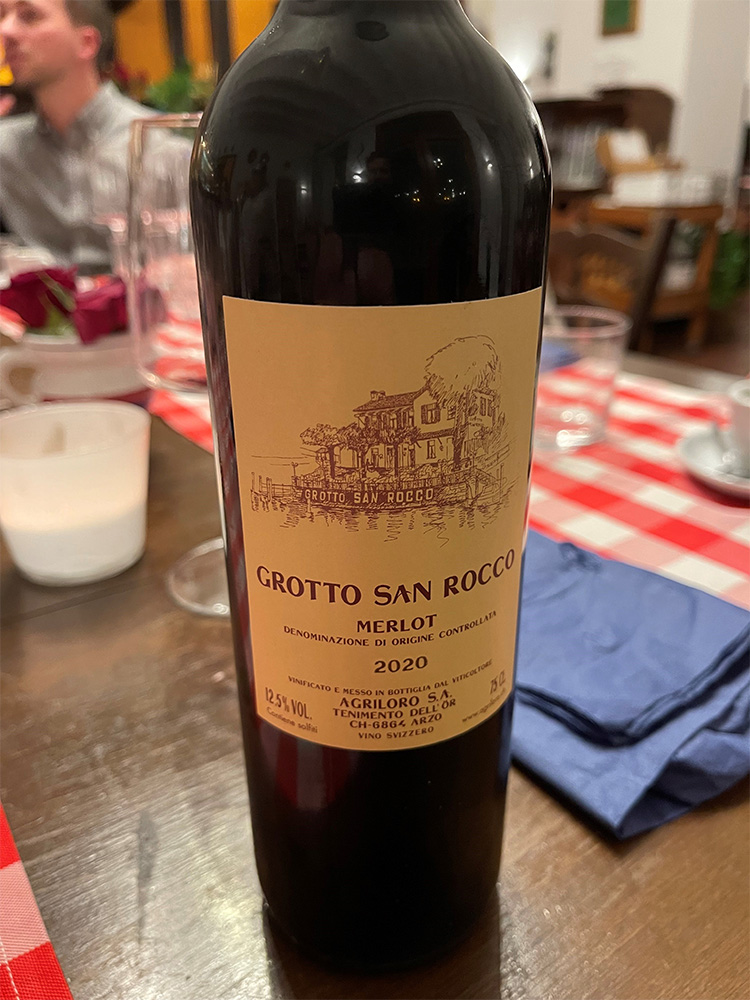 GROTTO SAN ROCCO
GROTTO SAN ROCCO
MERLOT
DENOMINAZIONE DI ORIGINE CONTROLLATA
2020
VINIFICATO E MESSO IN BOTTIGLIA DAL VITICOLTORE
12.5% VOL.
Contiene solfiti
AGRILORO S.A.
TENIMENTO DELL'ÖR
CH-6864 ARZO
VINO SVIZZERO
75 CL